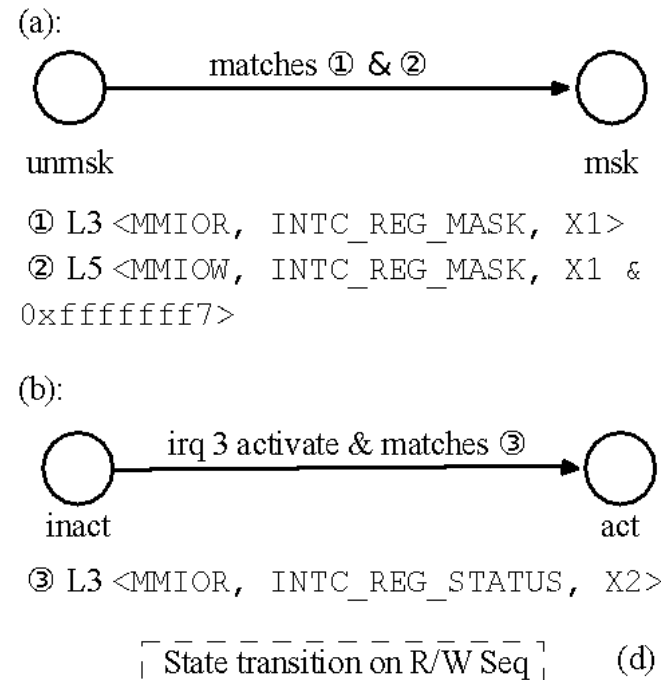 (a):
matches ① & ②
unmsk
msk
① L3 <MMIOR, INTC_REG_MASK, X1>
② L5 <MMIOW, INTC_REG_MASK, X1 &
0xfffffff7>
(b):
irq 3 activate & matches ③
inact
act
③ L3 <MMIOR, INTC_REG_STATUS, X2>
State transition on R/W Seq
(d)